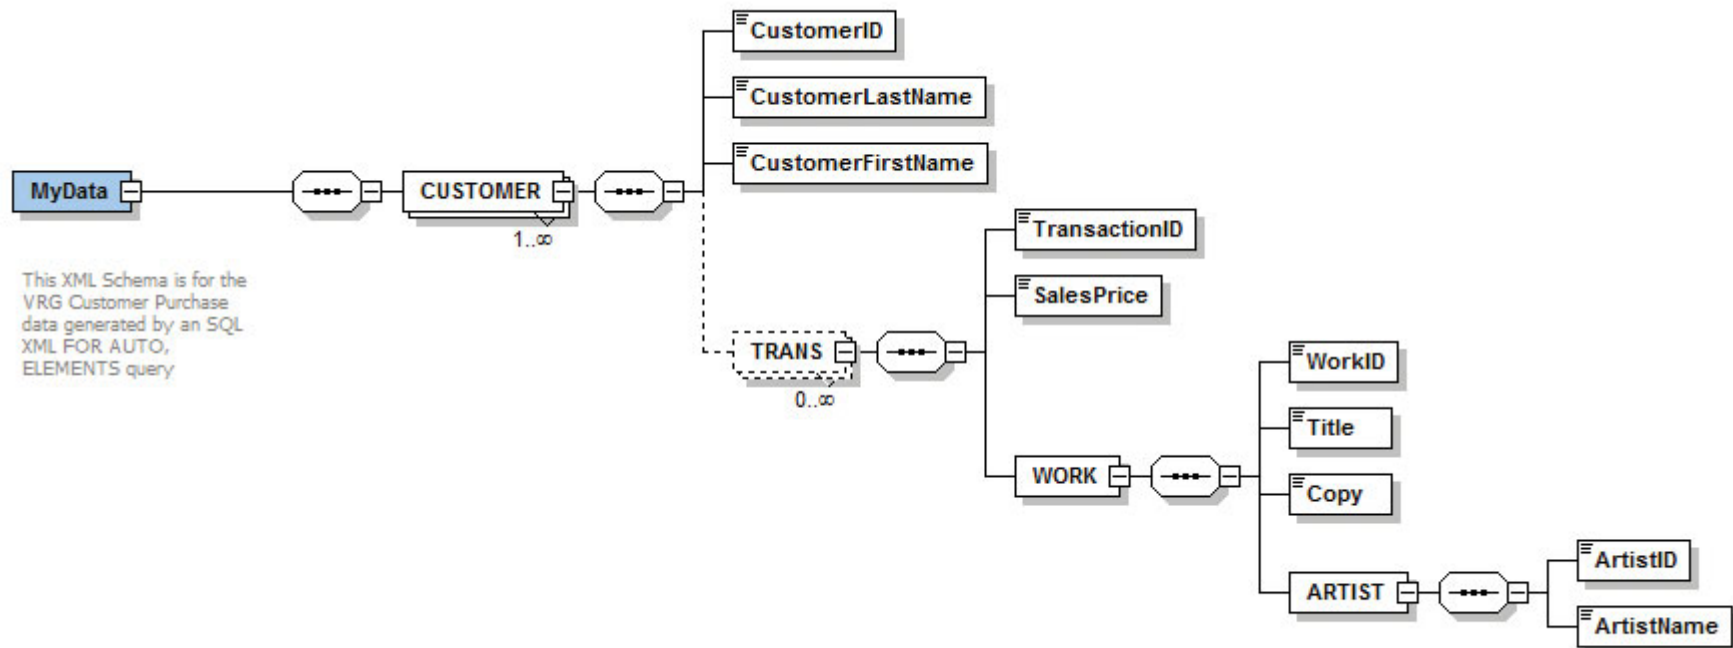 CustomerID
CustomerLastName
CustomerFirstName
MyData
CUSTOMER
1..∞
This XML Schema is for the
VRG Customer Purchase
data generated by an SQL
XML FOR AUTO,
ELEMENTS query
TransactionID
SalesPrice
TRANS
0..∞
WorkID
Title
WORK
Copy
ARTIST
ArtistID
ArtistName